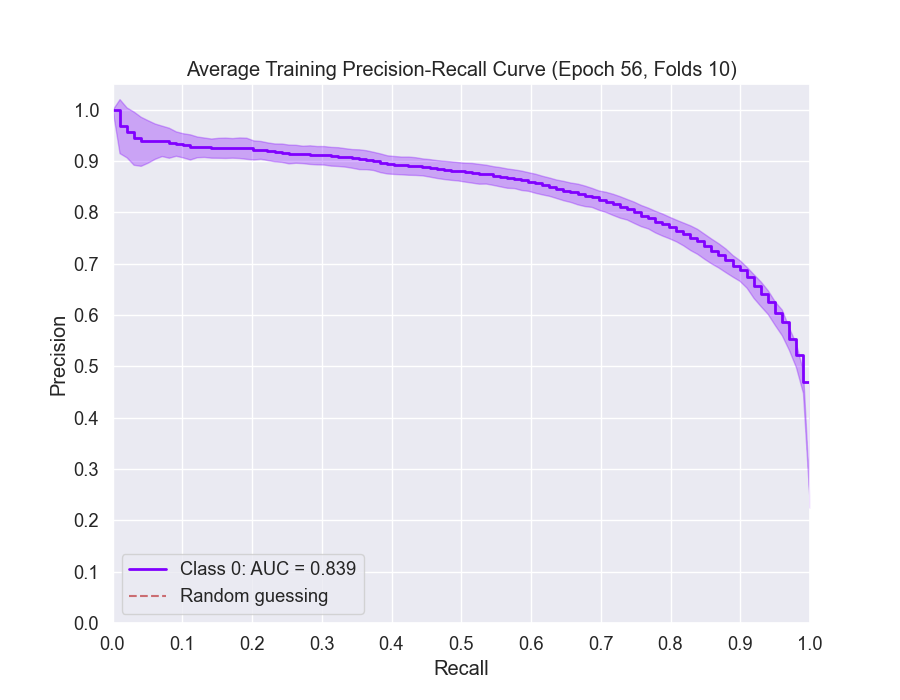 Average Training Precision-Recall Curve (Epoch 56, Folds 10)
1.0
0.9
0.8
0.7
0.6
0.5
0.4
0.3
0.2
0.1
0.0
Precision
Class 0: AUC = 0.839
Random guessing
0.0 0.1 0.2 0.3 0.4 0.5 0.6 0.7 0.8 0.9 1.0
Recall